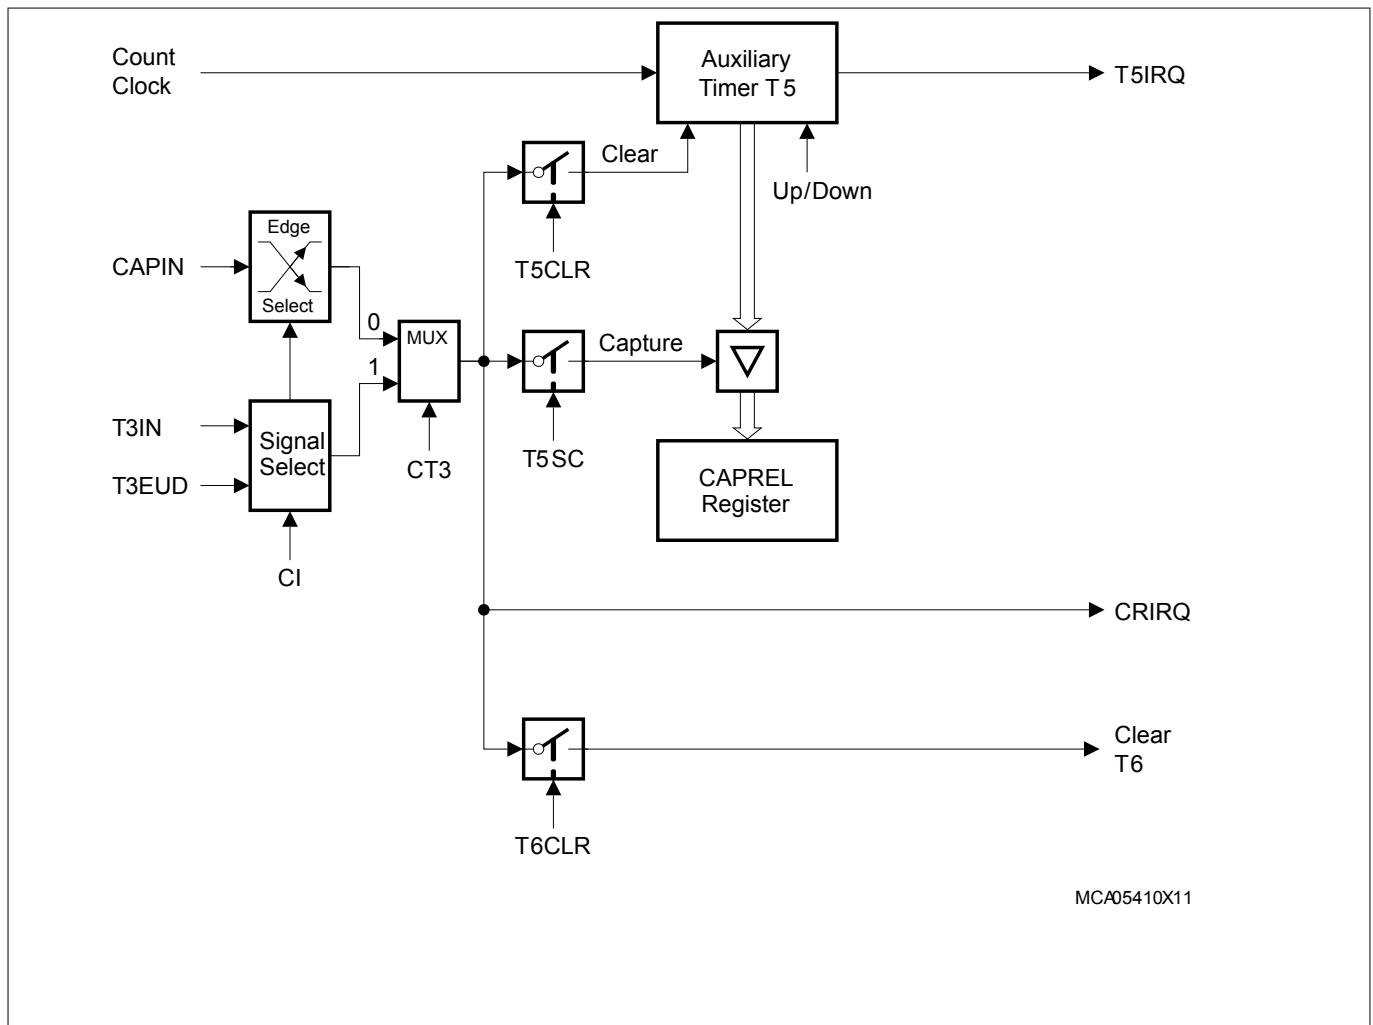 Count
Clock
Auxiliary
Timer T5
T5IRQ
Clear
Up/Down
Edge
Select
CAPIN
T5CLR
0
MUX
1
Capture
T3IN
T3EUD
Signal
Select
CT3
T5SC
CAPREL
Register
CI
CRIRQ
Clear
T6
T6CLR
MCA05410X11